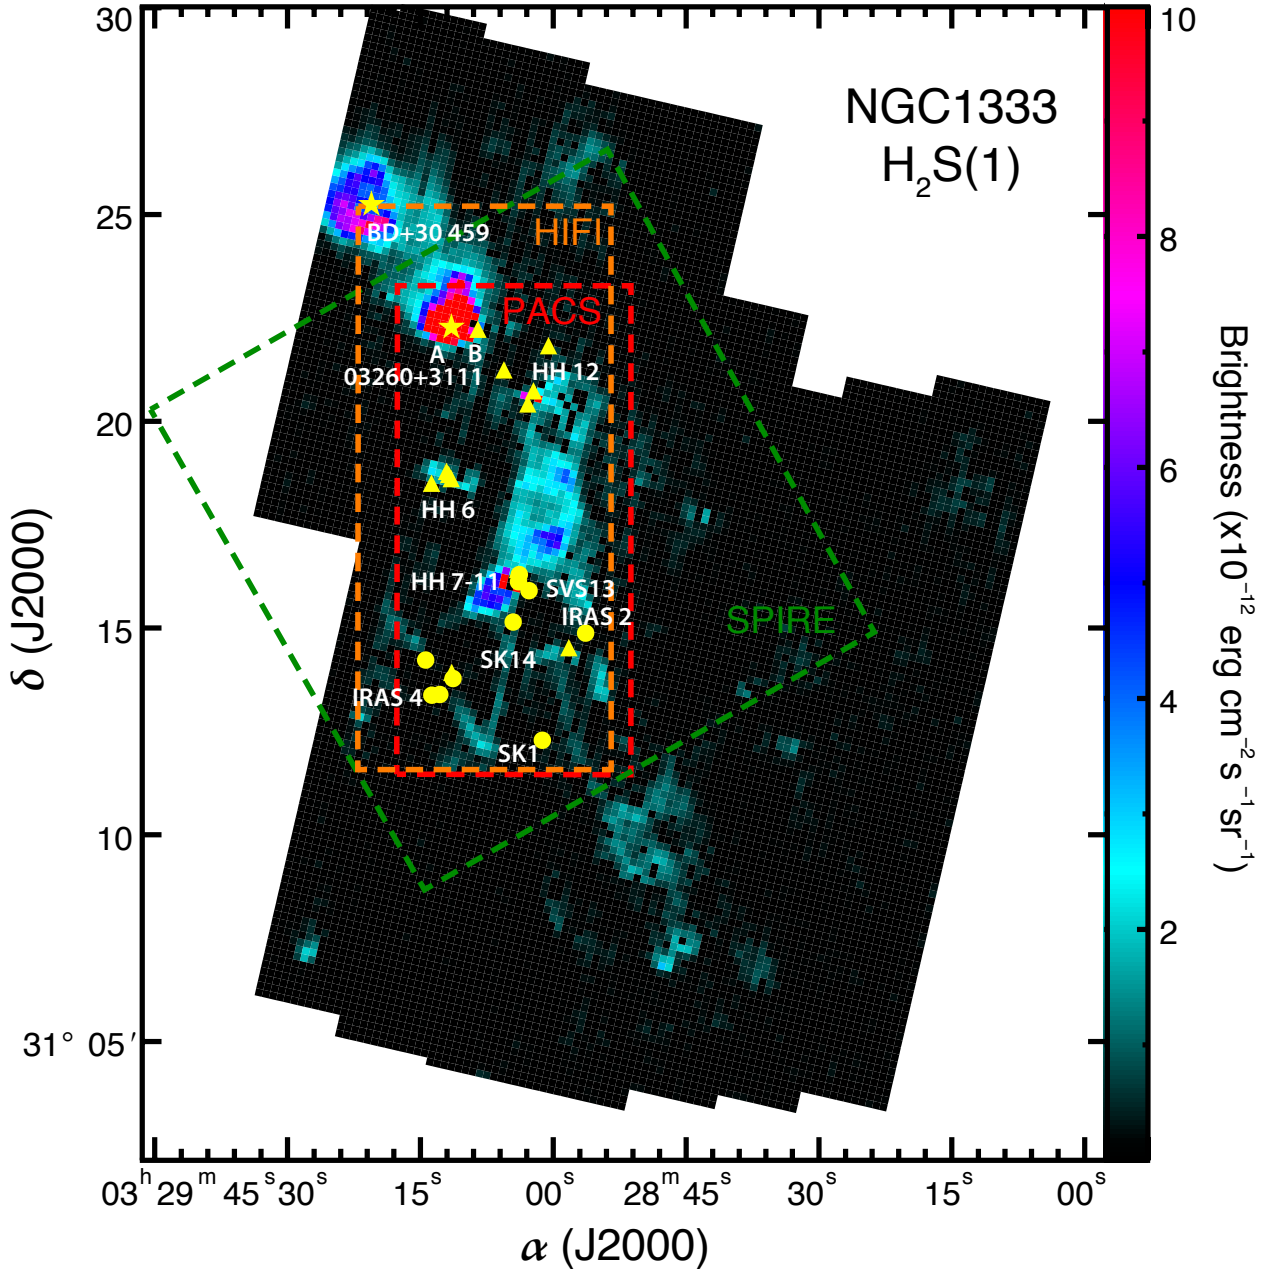 NGC1333
H₂S(1)
HIFI
BD+30 459
PACS
A B
03260+3111
HH 12
HH 6
HH 7-11
SVS13
IRAS 2
SPIRE
SK14
IRAS 4
SK1
30
25
20
15
10
31° 05′
δ (J2000)
03ʰ 29ᵐ 45ˢ 30ˢ 15ˢ 00ˢ 28ᵐ 45ˢ 30ˢ 15ˢ 00ˢ
α (J2000)
10
8
6
4
2
Brightness (x10⁻¹² erg cm⁻² s⁻¹ sr⁻¹)